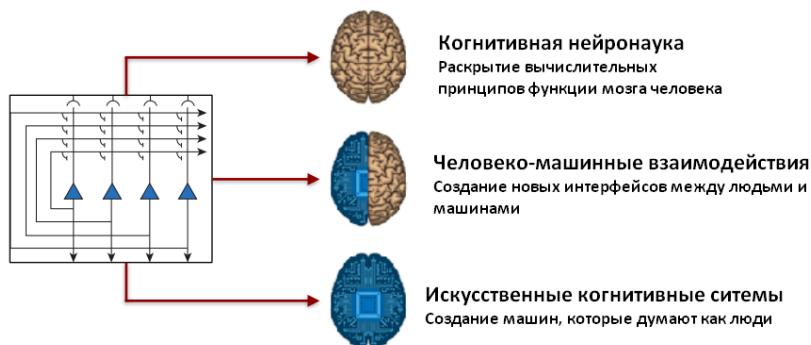 Когнитивная нейронаука
Раскрытие вычислительных
принципов функции мозга человека
Человеко-машинные взаимодействия
Создание новых интерфейсов между людьми и
машинами
Искусственные когнитивные ситемы
Создание машин, которые думают как люди